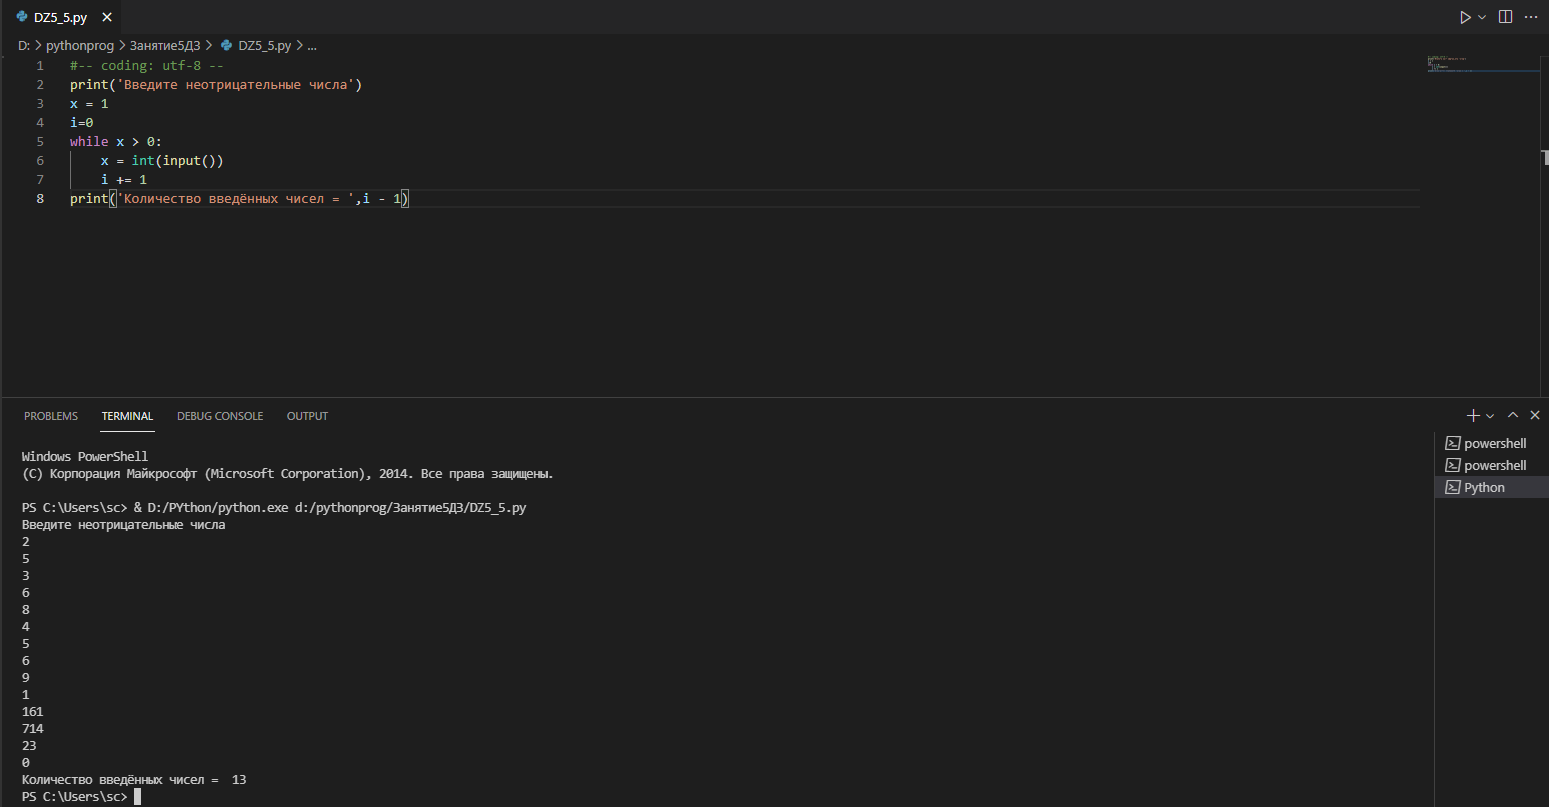 DZ5_5.py
D: > pythonprog > Занятие5ДЗ > DZ5_5.py > ...
1 #-- coding: utf-8 --
2 print('Введите неотрицательные числа')
3 x = 1
4 i=0
5 while x > 0:
6 x = int(input())
7 i += 1
8 print('Количество введённых чисел = ',i - 1)
PROBLEMS TERMINAL DEBUG CONSOLE OUTPUT
powershell
powershell
Python
Windows PowerShell
(C) Корпорация Майкрософт (Microsoft Corporation), 2014. Все права защищены.
PS C:\Users\sc> & D:/PYthon/python.exe d:/pythonprog/Занятие5ДЗ/DZ5_5.py
Введите неотрицательные числа
2
5
3
6
8
4
5
6
9
1
161
714
23
0
Количество введённых чисел =  13
PS C:\Users\sc>